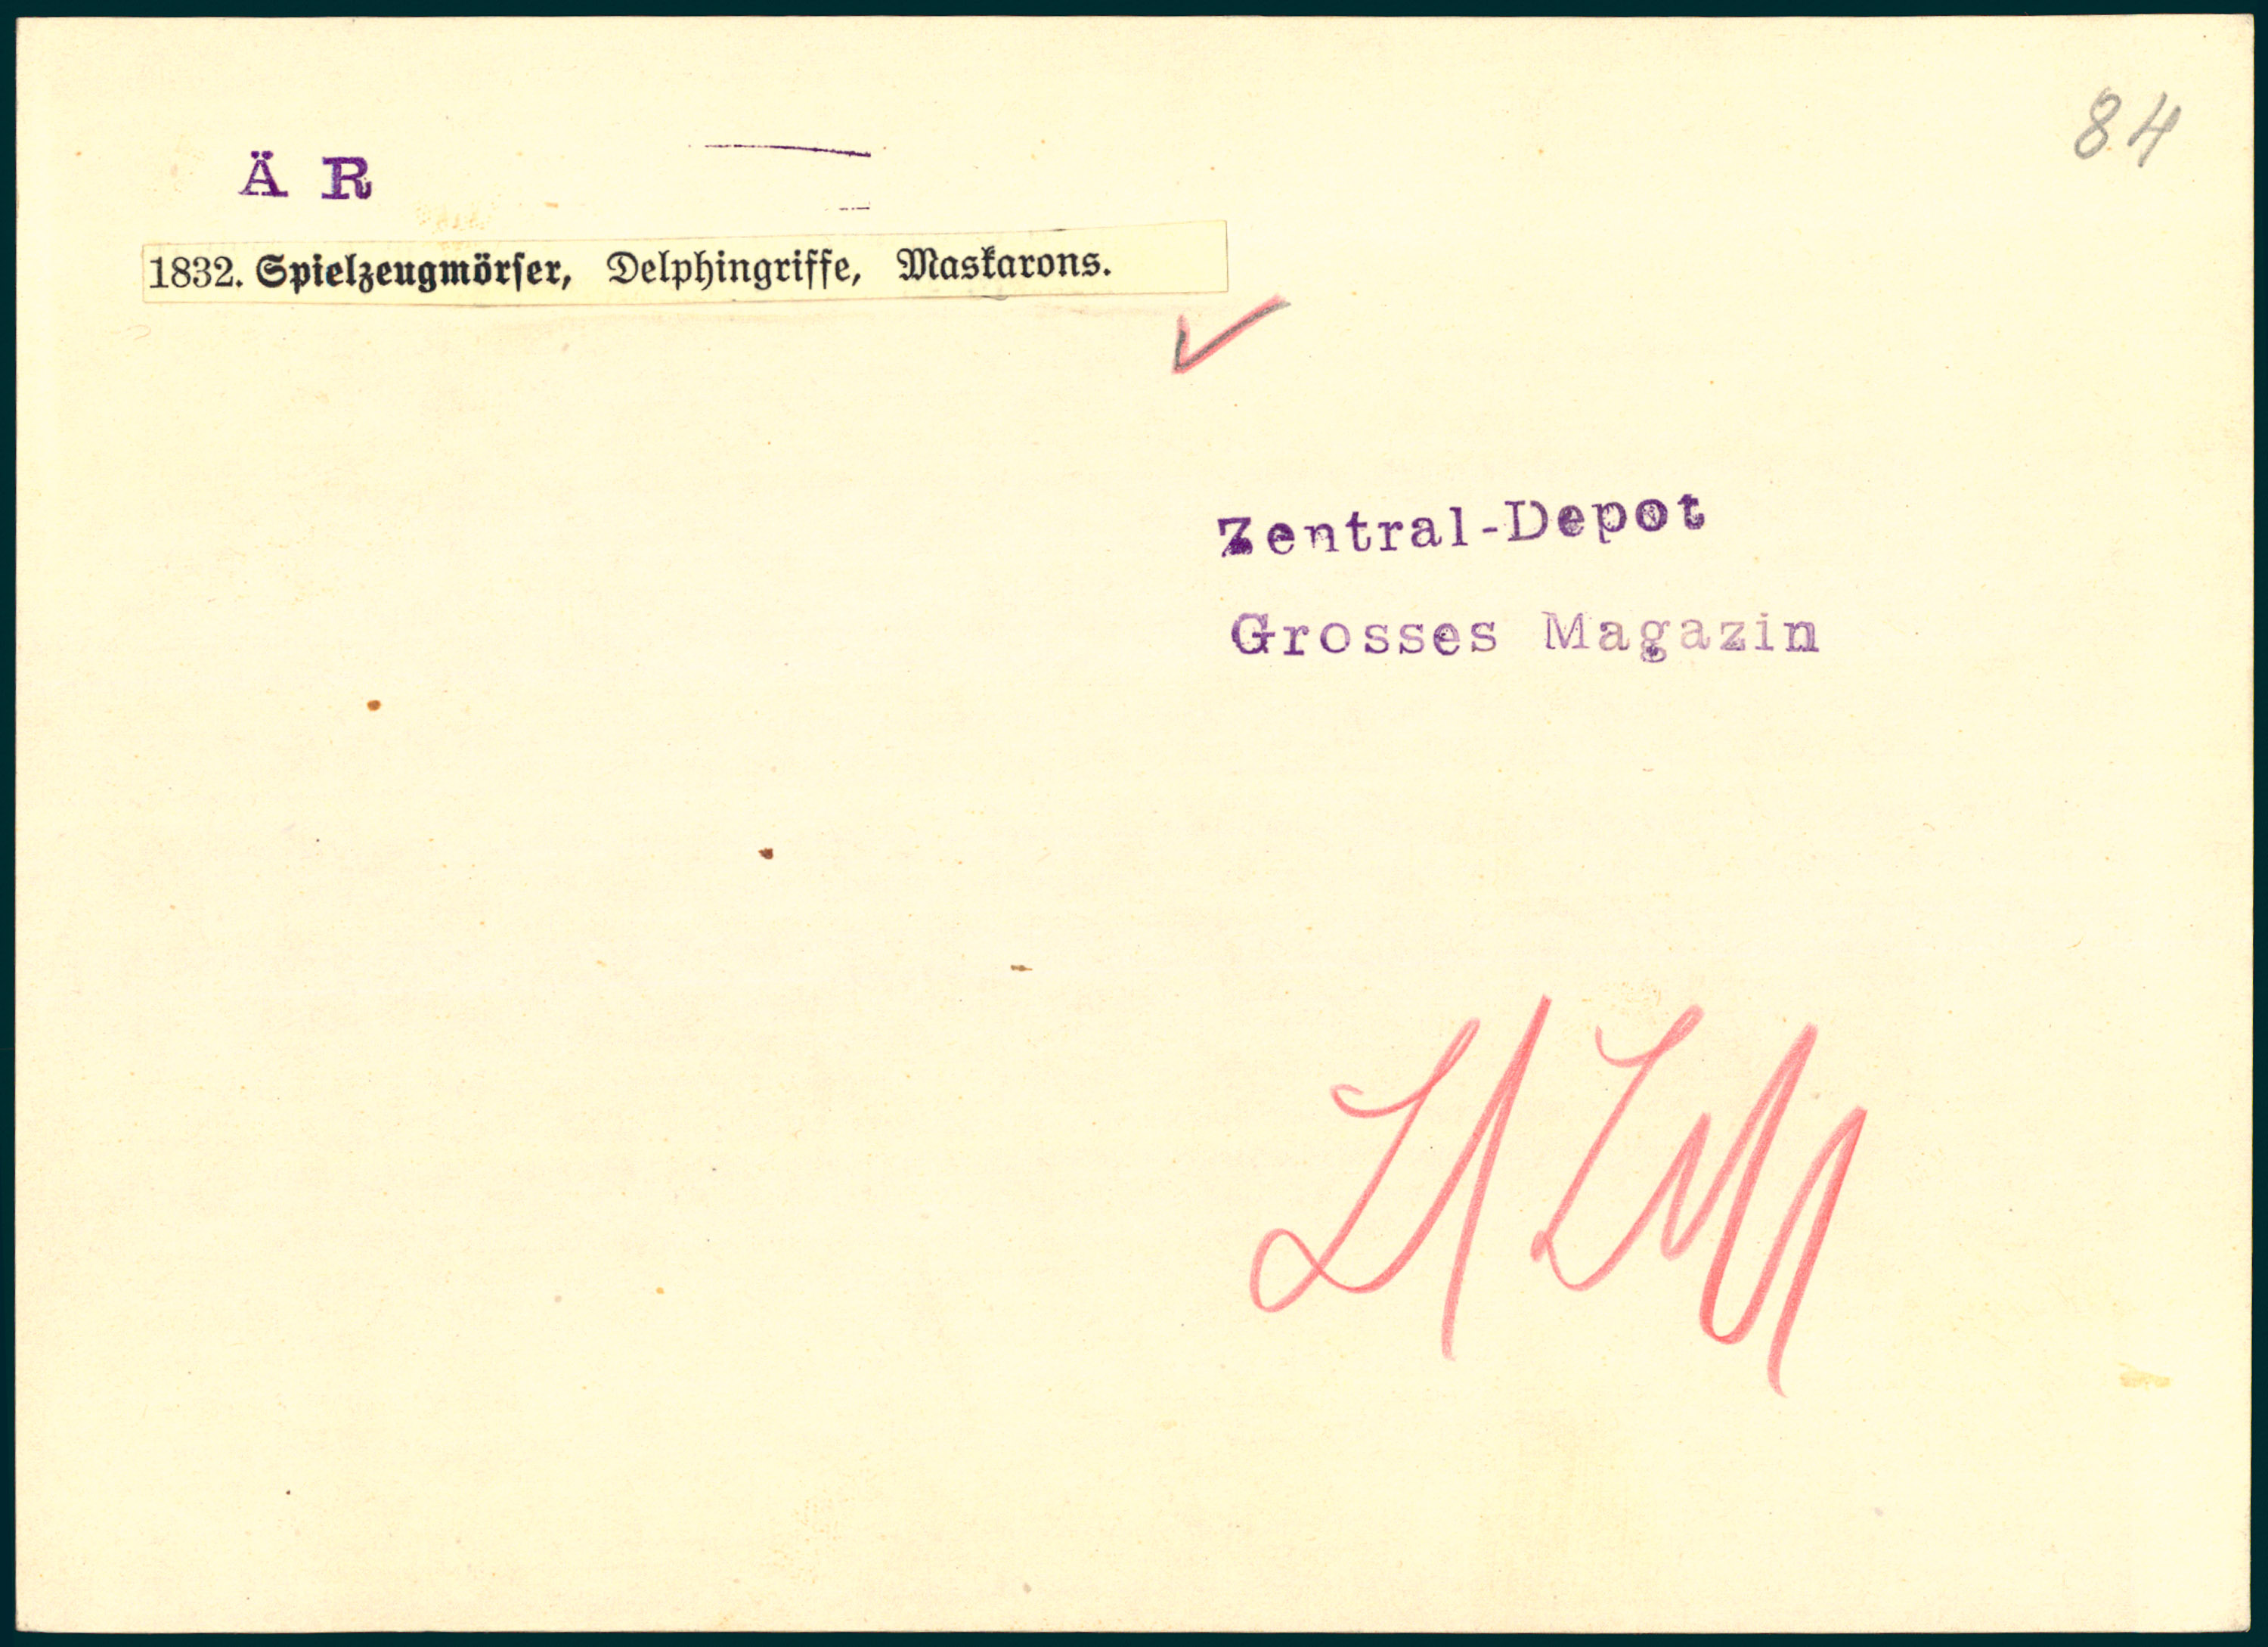 84
Ä R
1832. Spielzeugmörser, Delphingriffe, Maskarons.
Zentral-Depot
Grosses Magazin